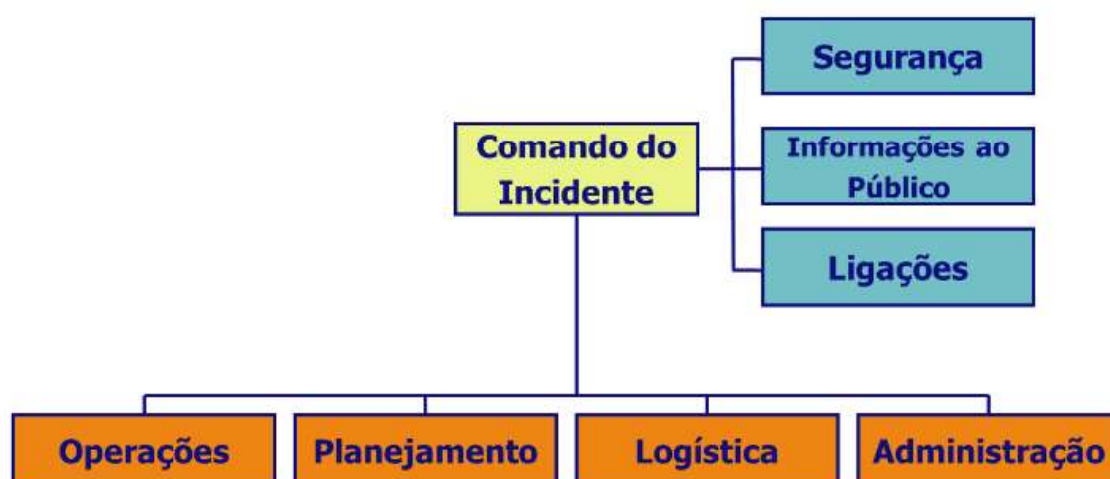 Segurança
Comando do
Incidente
Informações ao
Público
Ligações
Operações
Planejamento
Logística
Administração